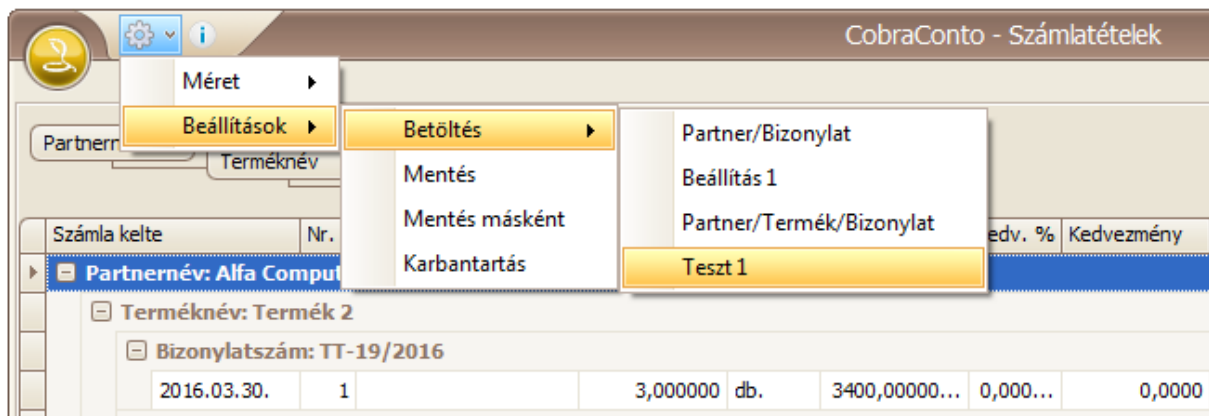 CobraConto - Számlatételek
Méret
Beállítások
Betöltés
Partner/Bizonylat
Terméknév
Mentés
Beállítás 1
Mentés másként
Partner/Termék/Bizonylat
Számla kelte Nr. Kedvezmény
Karbantartás
Teszt 1
Partnernév: Alfa
Terméknév: Termék 2
Bizonylatszám: TT-19/2016
2016.03.30. 1 3,000000 db. 3400,00000... 0,000... 0,0000